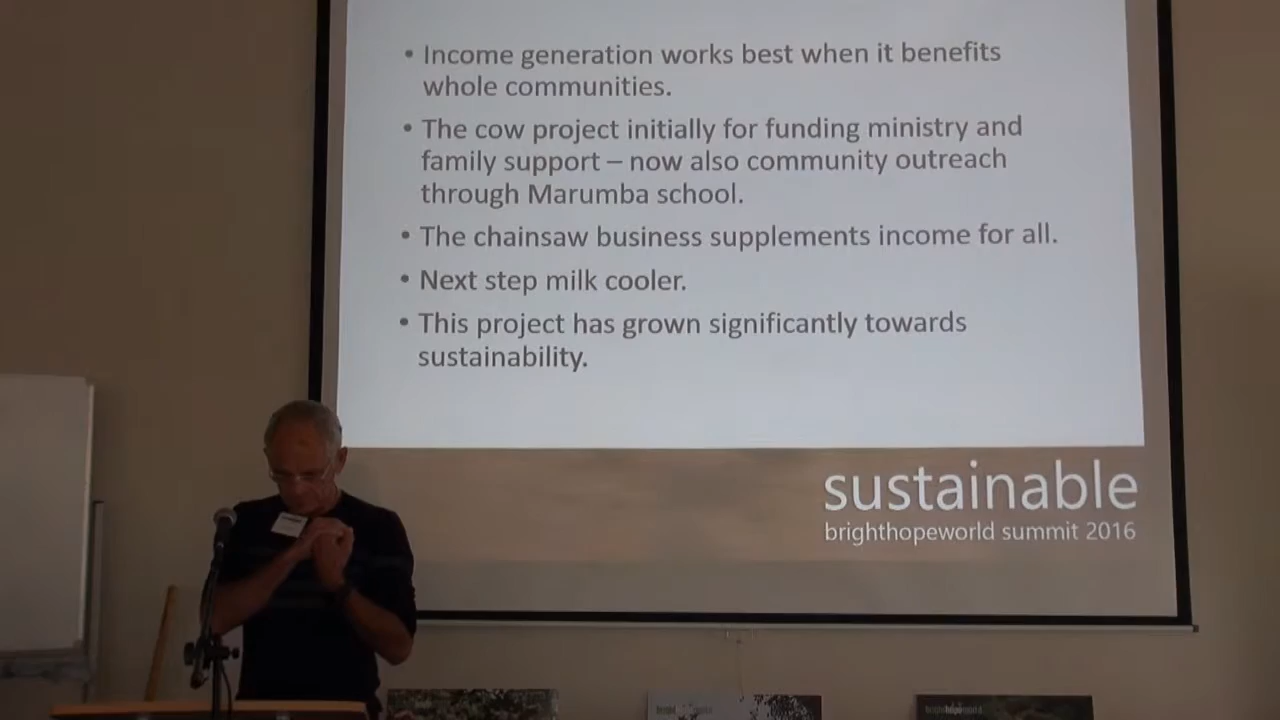 • Income generation works best when it benefits
whole communities.
• The cow project initially for funding ministry and
family support – now also community outreach
through Marumba school.
• The chainsaw business supplements income for all.
• Next step milk cooler.
• This project has grown significantly towards
sustainability.
sustainable
brighthopeworld summit 2016